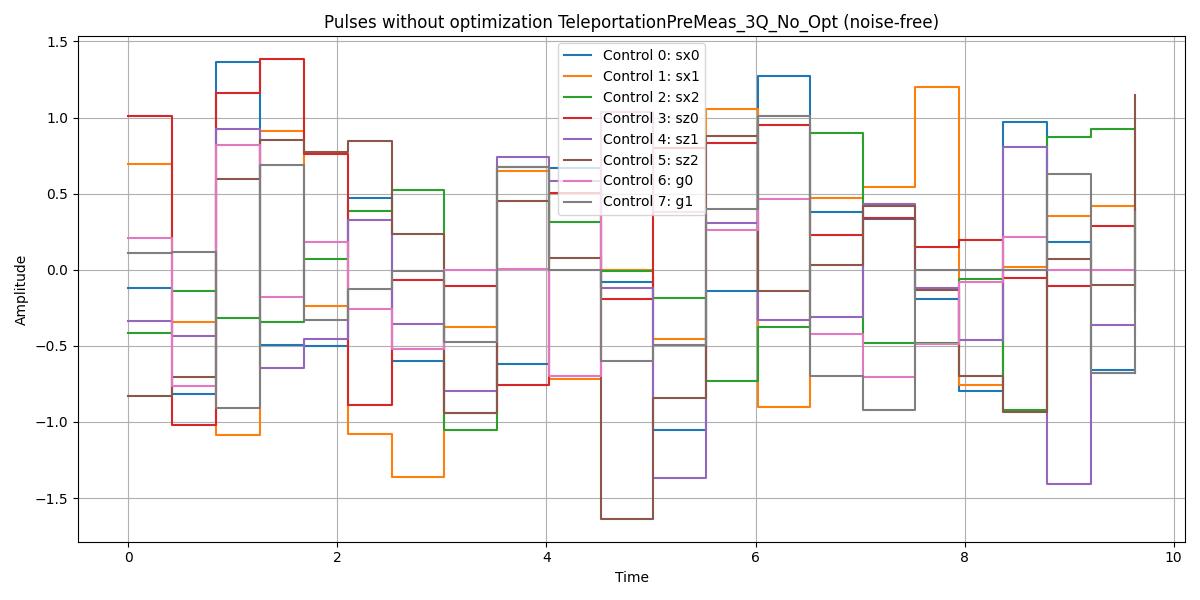 Pulses without optimization TeleportationPreMeas_3Q_No_Opt (noise-free)
Amplitude
1.5
1.0
0.5
0.0
−0.5
−1.0
−1.5
Control 0: sx0
Control 1: sx1
Control 2: sx2
Control 3: sz0
Control 4: sz1
Control 5: sz2
Control 6: g0
Control 7: g1
0 2 4 6 8 10
Time